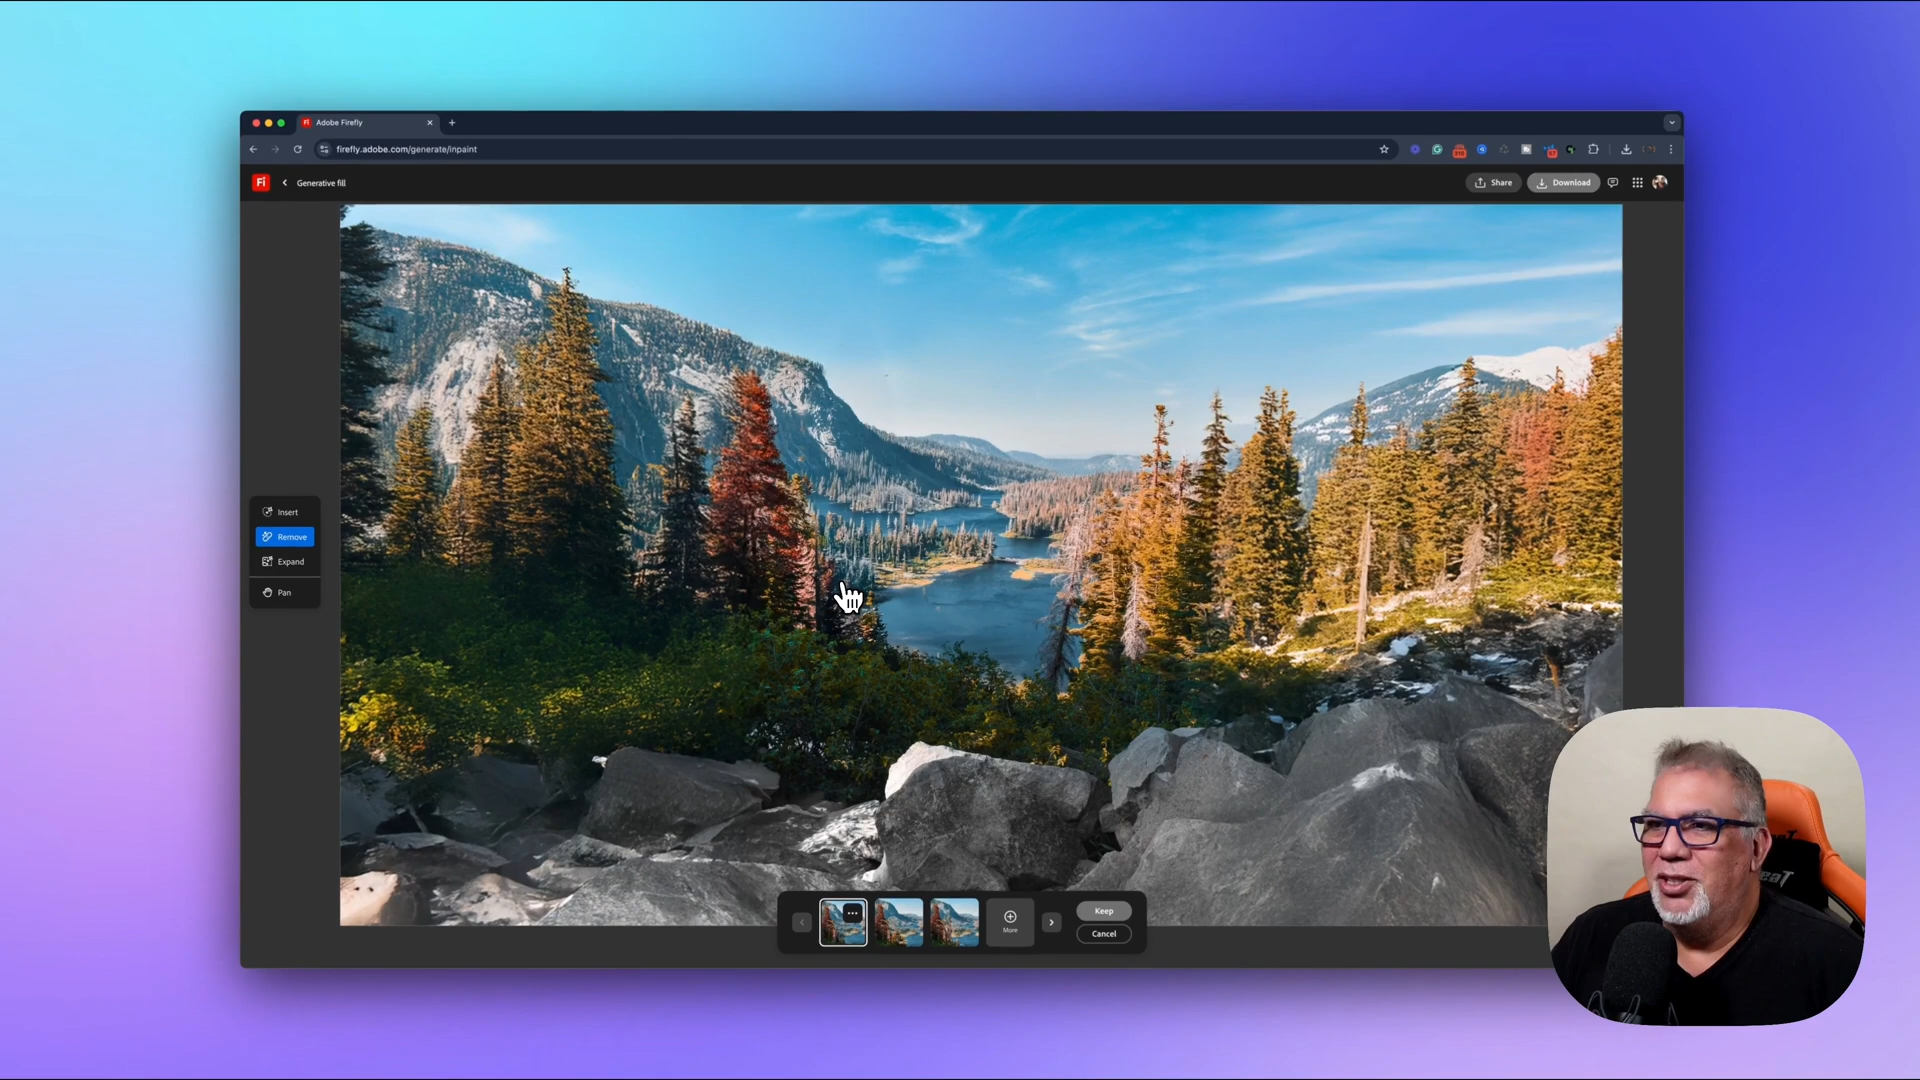 Fi Adobe Firefly
firefly.adobe.com/generate/inpaint
Fi Generative fill Share Download
Insert
Remove
Expand
Pan
More
Keep
Cancel